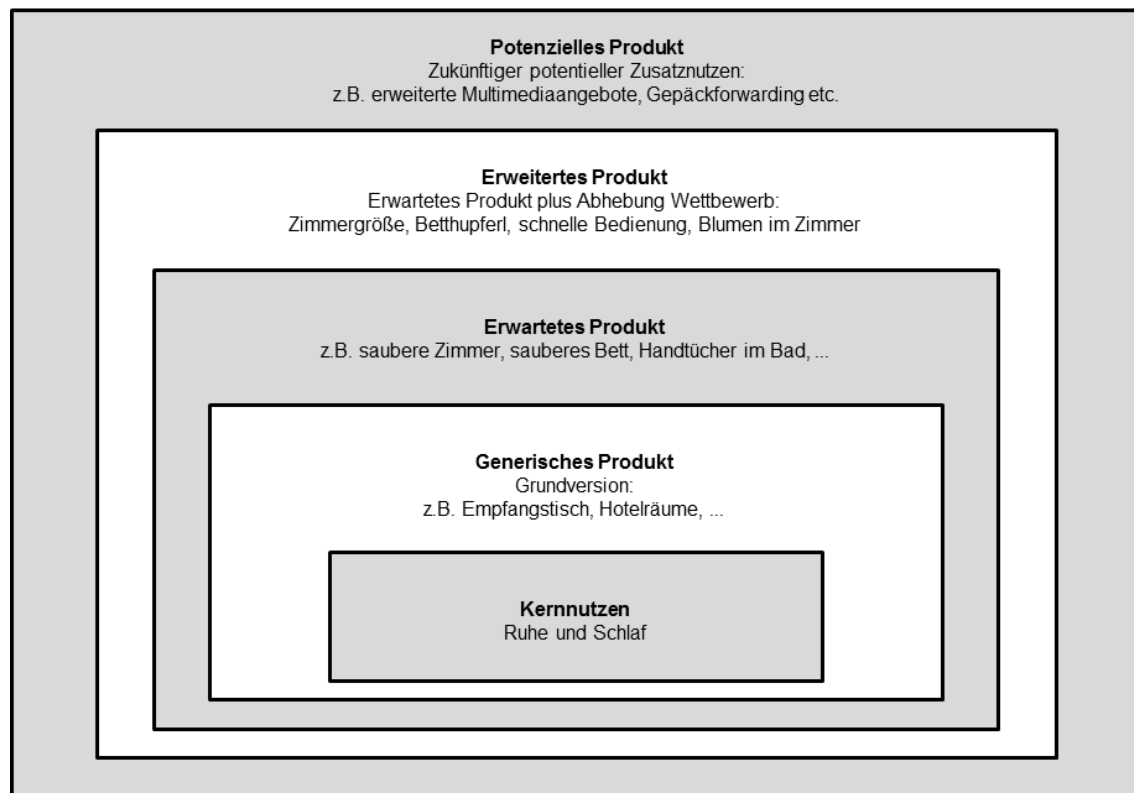 Potenzielles Produkt
Zukünftiger potentieller Zusatznutzen:
z.B. erweiterte Multimediaangebote, Gepäckforwarding etc.
Erweitertes Produkt
Erwartetes Produkt plus Abhebung Wettbewerb:
Zimmergröße, Betthupferl, schnelle Bedienung, Blumen im Zimmer
Erwartetes Produkt
z.B. saubere Zimmer, sauberes Bett, Handtücher im Bad, ...
Generisches Produkt
Grundversion:
z.B. Empfangstisch, Hotelräume, ...
Kernnutzen
Ruhe und Schlaf